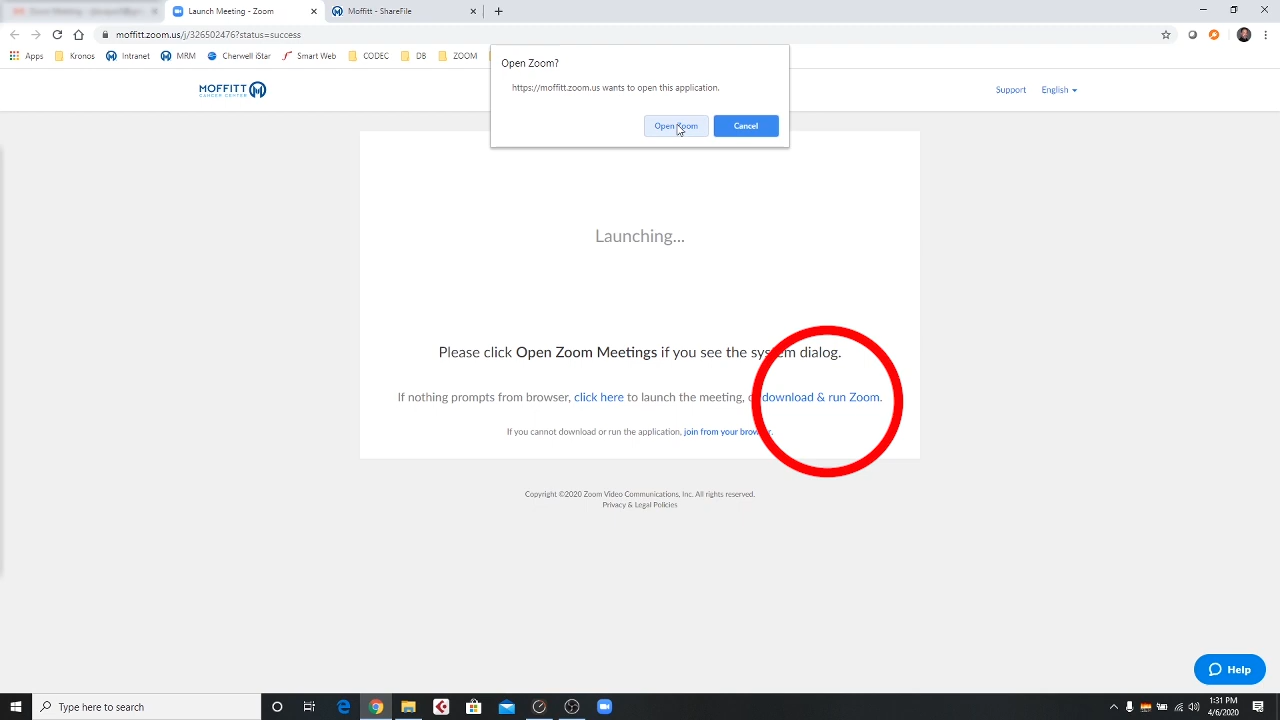 Launch Meeting - Zoom
Moffitt - ShareFile
moffitt.zoom.us/j/326502476?status=success
Apps
Kronos
Intranet
MRM
Cherwell iStar
Smart Web
CODEC
DB
ZOOM
Open Zoom?
https://moffitt.zoom.us wants to open this application.
Open Zoom
Cancel
MOFFITT
CANCER CENTER
Support
English
Launching...
Please click Open Zoom Meetings if you see the system dialog.
If nothing prompts from browser, click here to launch the meeting, or download & run Zoom.
If you cannot download or run the application, join from your browser.
Copyright ©2020 Zoom Video Communications, Inc. All rights reserved.
Privacy & Legal Policies
Help
Type here to search
1:31 PM
4/6/2020